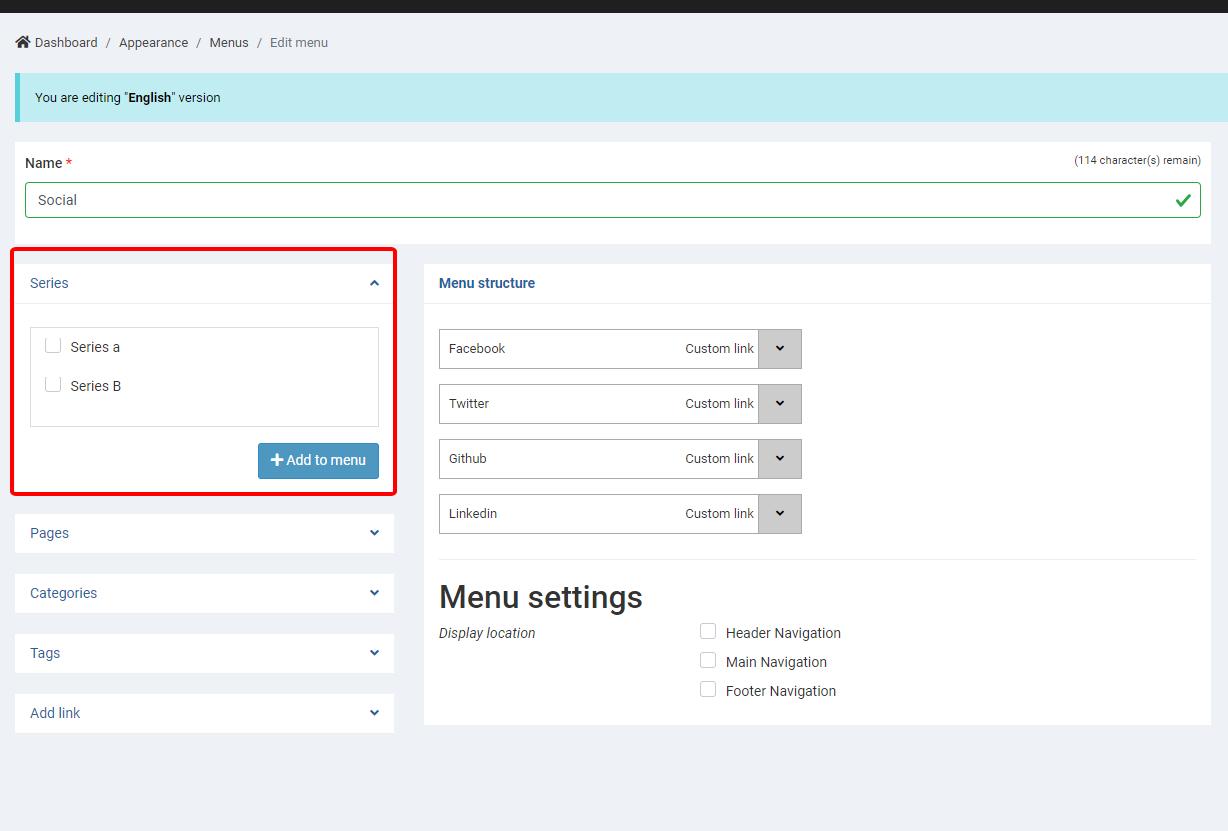 Dashboard / Appearance / Menus / Edit menu
You are editing "English" version
Name *
(114 character(s) remain)
Social
Series
Series a
Series B
Add to menu
Pages
Categories
Tags
Add link
Menu structure
Facebook Custom link
Twitter Custom link
Github Custom link
Linkedin Custom link
Menu settings
Display location
Header Navigation
Main Navigation
Footer Navigation